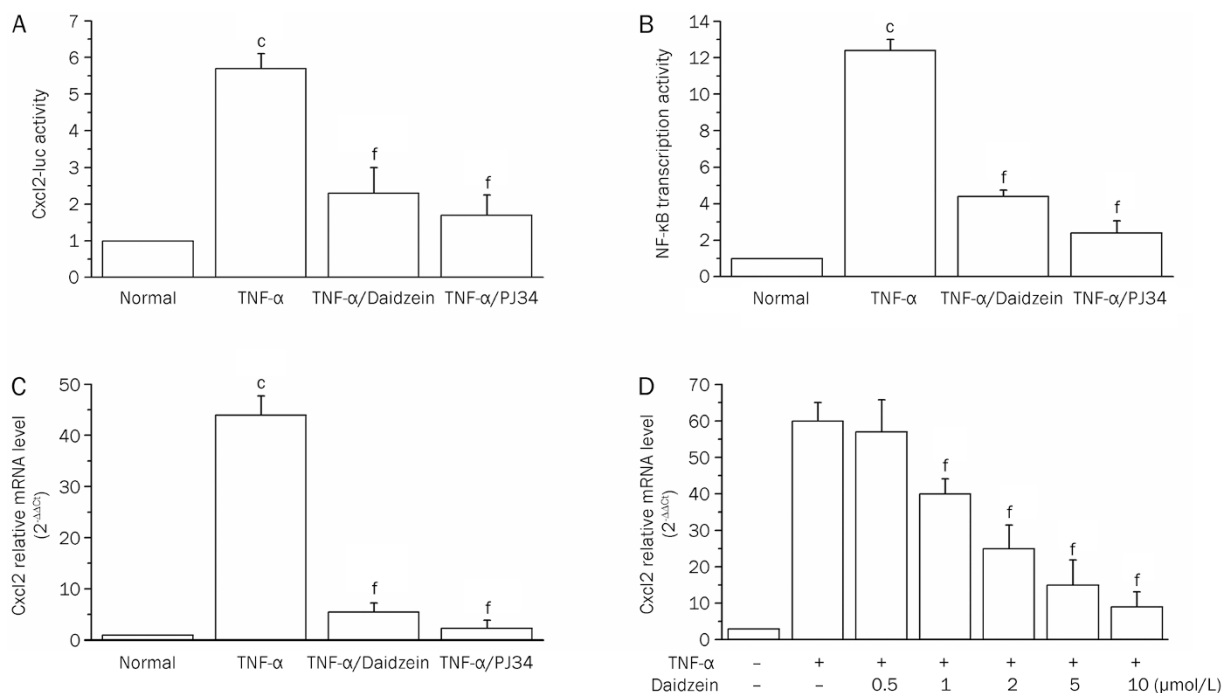 A
Cxcl2-luc activity
7
6
5
4
3
2
1
0
c
f
f
Normal TNF-α TNF-α/Daidzein TNF-α/PJ34
B
NF-κB transcription activity
14
12
10
8
6
4
2
0
c
f
f
Normal TNF-α TNF-α/Daidzein TNF-α/PJ34
C
Cxcl2 relative mRNA level
(2-ΔΔCt)
50
40
30
20
10
0
c
f
f
Normal TNF-α TNF-α/Daidzein TNF-α/PJ34
D
Cxcl2 relative mRNA level
(2-ΔΔCt)
70
60
50
40
30
20
10
0
f
f
f
f
TNF-α – + + + + + +
Daidzein – – 0.5 1 2 5 10 (μmol/L)